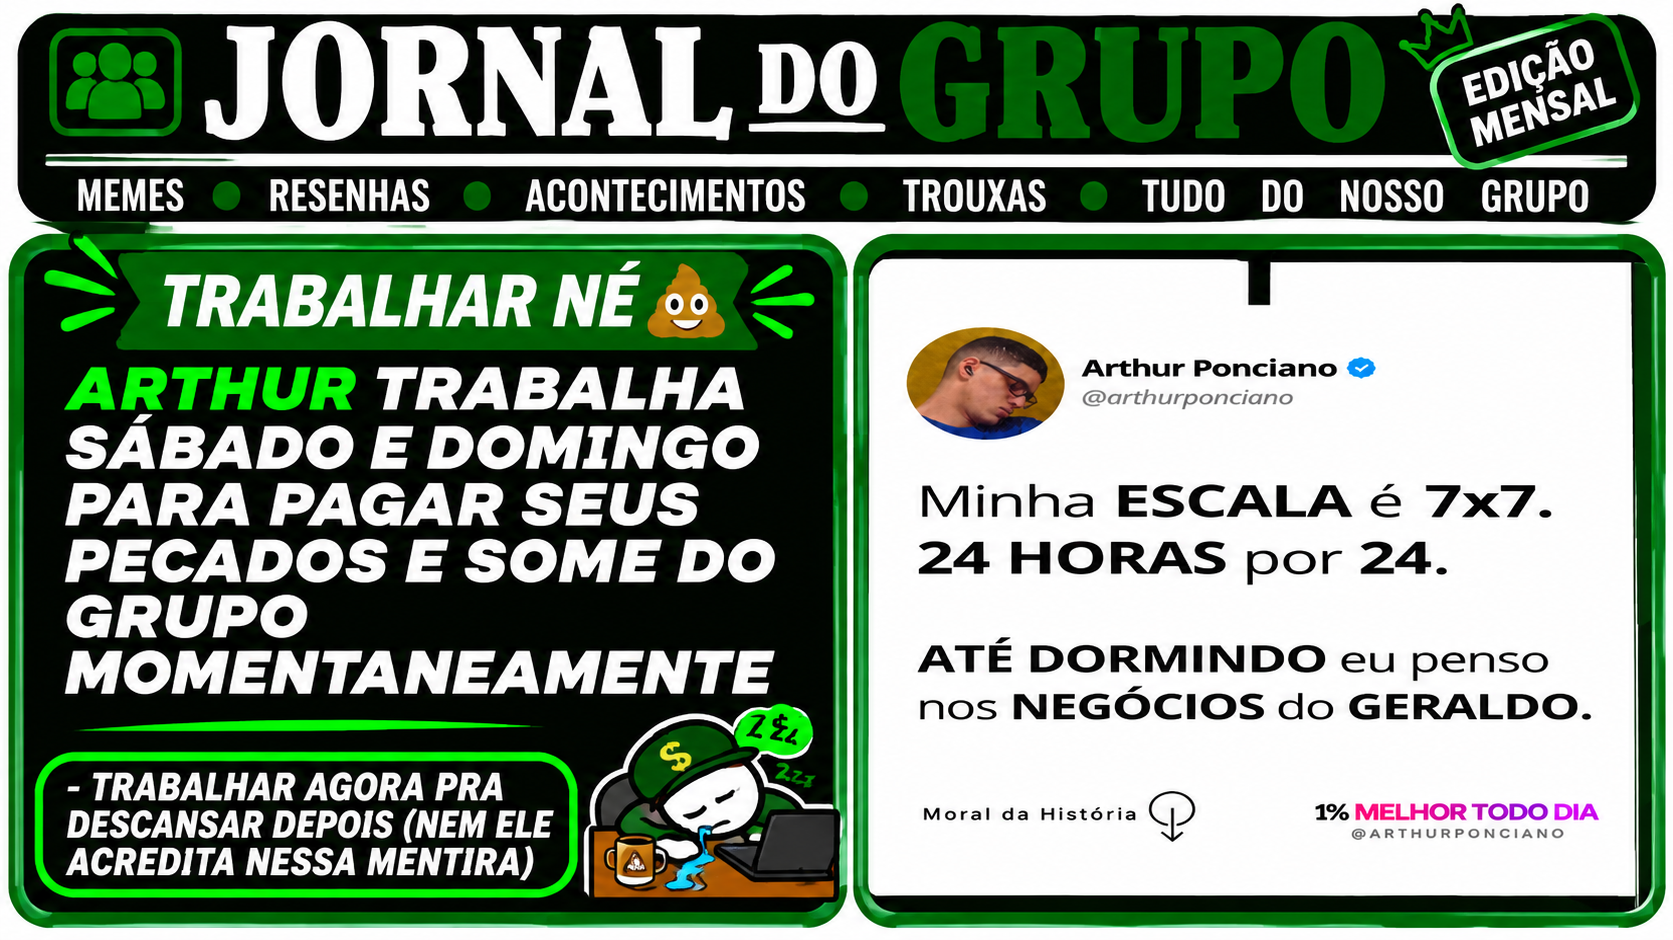 JORNAL DO GRUPO
EDIÇÃO
MENSAL
MEMES • RESENHAS • ACONTECIMENTOS • TROUXAS • TUDO DO NOSSO GRUPO
TRABALHAR NÉ💩
ARTHUR TRABALHA
SÁBADO E DOMINGO
PARA PAGAR SEUS
PECADOS E SOME DO
GRUPO
MOMENTANEAMENTE
- TRABALHAR AGORA PRA
DESCANSAR DEPOIS (NEM ELE
ACREDITA NESSA MENTIRA)
$
Arthur Ponciano
@arthurponciano
Minha ESCALA é 7x7.
24 HORAS por 24.
ATÉ DORMINDO eu penso
nos NEGÓCIOS do GERALDO.
Moral da História
1% MELHOR TODO DIA
@ARTHURPONCIANO